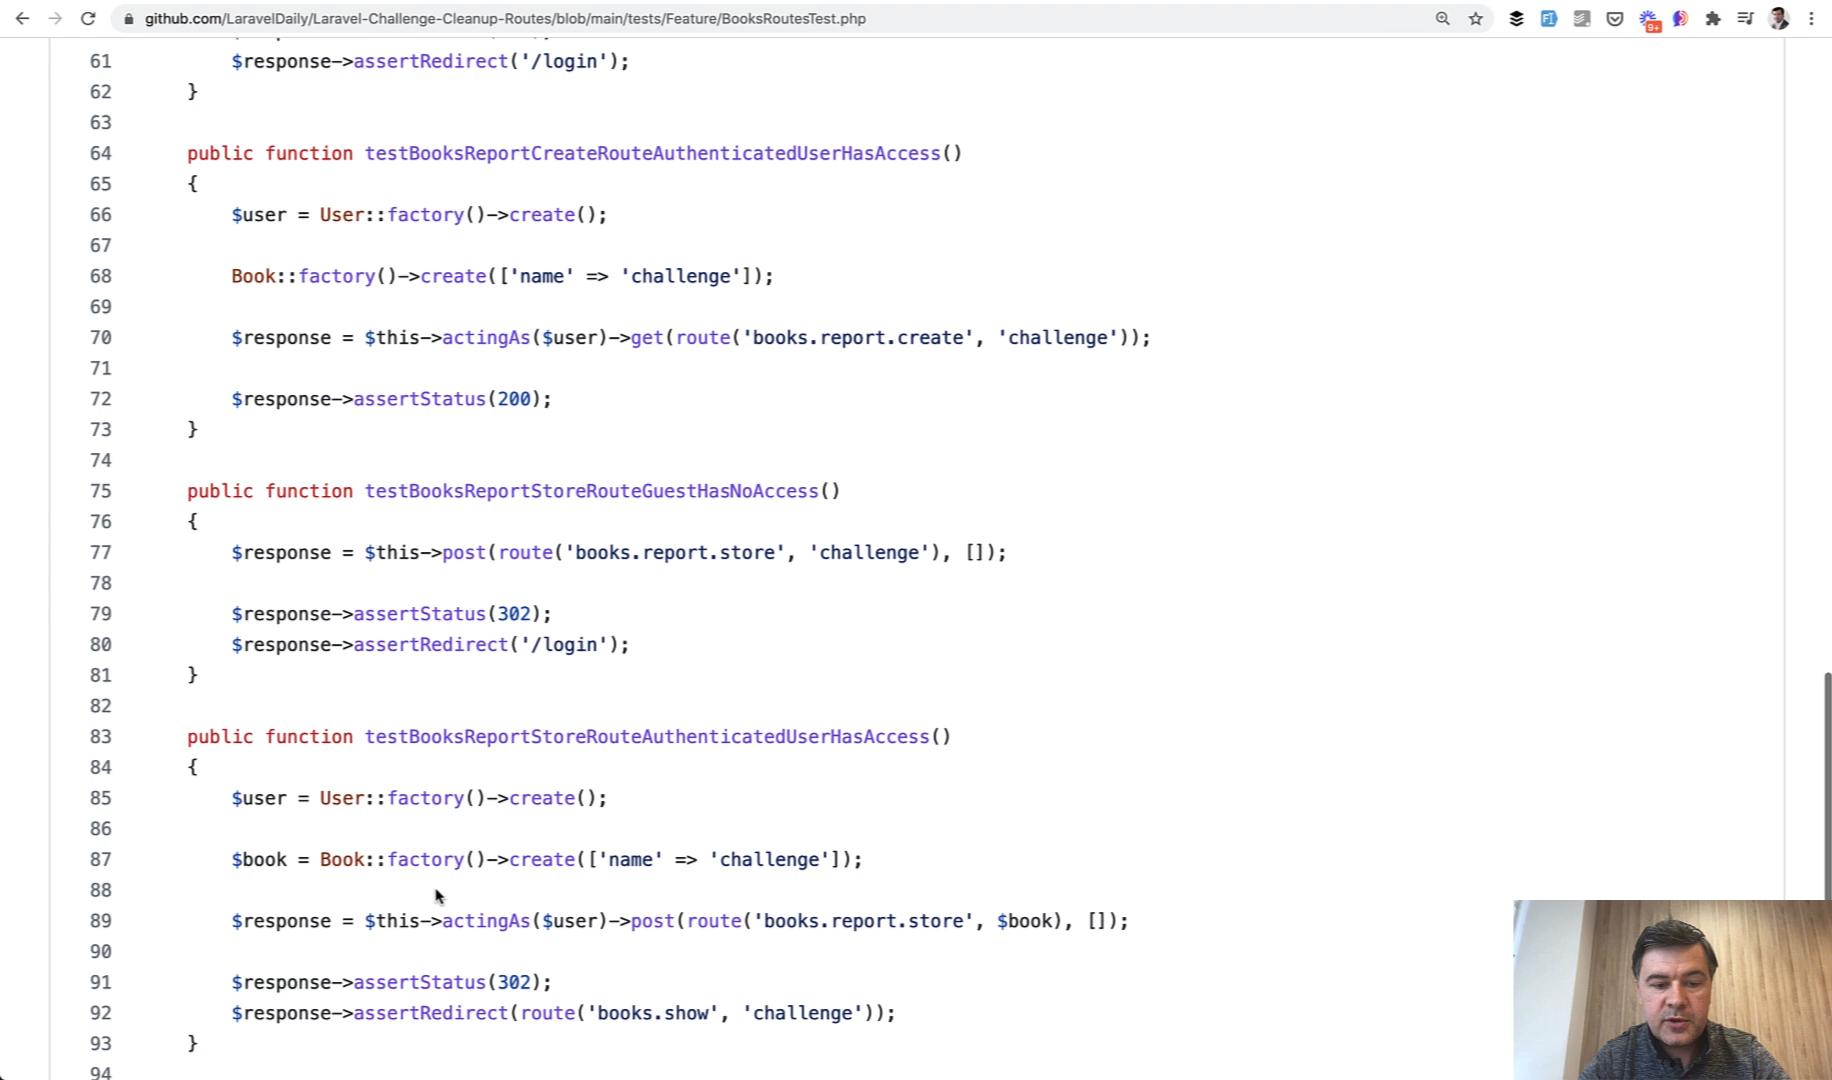 github.com/LaravelDaily/Laravel-Challenge-Cleanup-Routes/blob/main/tests/Feature/BooksRoutesTest.php
9+
61 $response->assertRedirect('/login');
62 }
63
64 public function testBooksReportCreateRouteAuthenticatedUserHasAccess()
65 {
66 $user = User::factory()->create();
67
68 Book::factory()->create(['name' => 'challenge']);
69
70 $response = $this->actingAs($user)->get(route('books.report.create', 'challenge'));
71
72 $response->assertStatus(200);
73 }
74
75 public function testBooksReportStoreRouteGuestHasNoAccess()
76 {
77 $response = $this->post(route('books.report.store', 'challenge'), []);
78
79 $response->assertStatus(302);
80 $response->assertRedirect('/login');
81 }
82
83 public function testBooksReportStoreRouteAuthenticatedUserHasAccess()
84 {
85 $user = User::factory()->create();
86
87 $book = Book::factory()->create(['name' => 'challenge']);
88
89 $response = $this->actingAs($user)->post(route('books.report.store', $book), []);
90
91 $response->assertStatus(302);
92 $response->assertRedirect(route('books.show', 'challenge'));
93 }
94